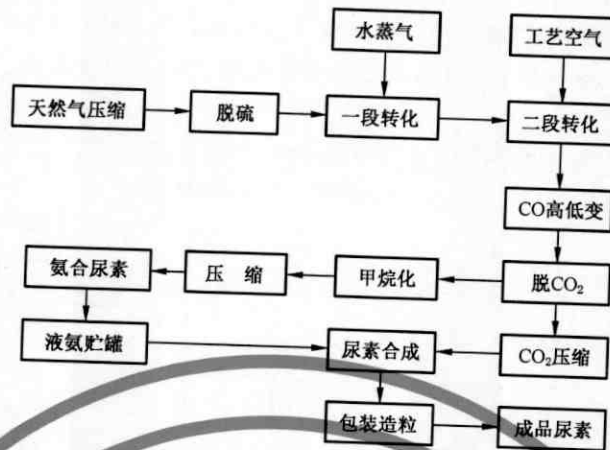 水蒸气
工艺空气
天然气压缩
脱硫
一段转化
二段转化
CO高低变
氨合尿素
压 缩
甲烷化
脱CO₂
液氨贮罐
尿素合成
CO₂压缩
包装造粒
成品尿素